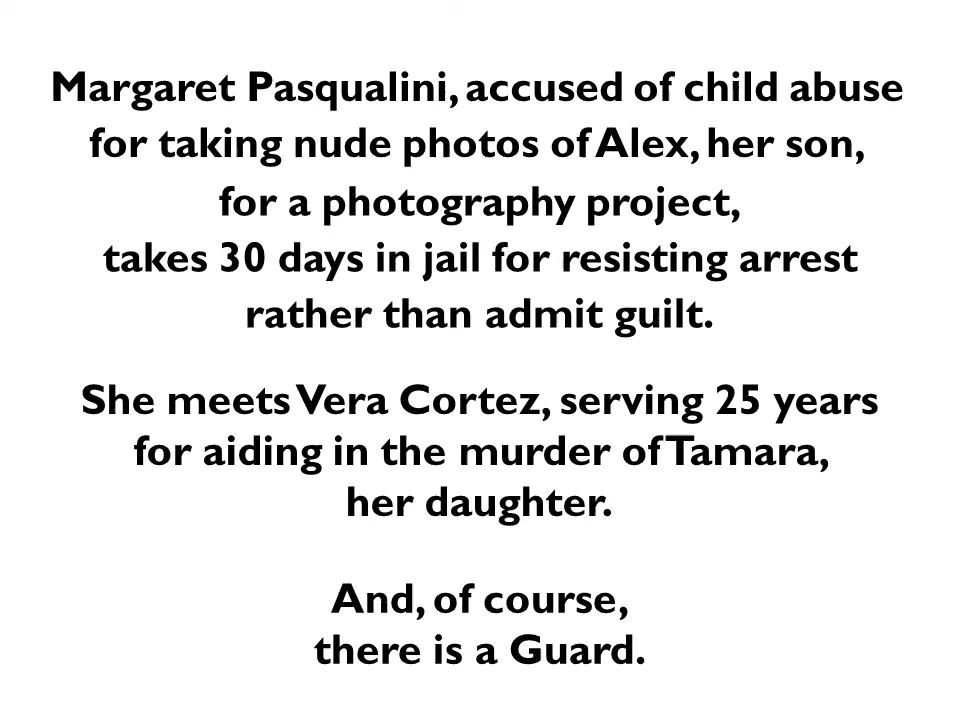 Margaret Pasqualini, accused of child abuse
for taking nude photos of Alex, her son,
for a photography project,
takes 30 days in jail for resisting arrest
rather than admit guilt.
She meets Vera Cortez, serving 25 years
for aiding in the murder of Tamara,
her daughter.
And, of course,
there is a Guard.